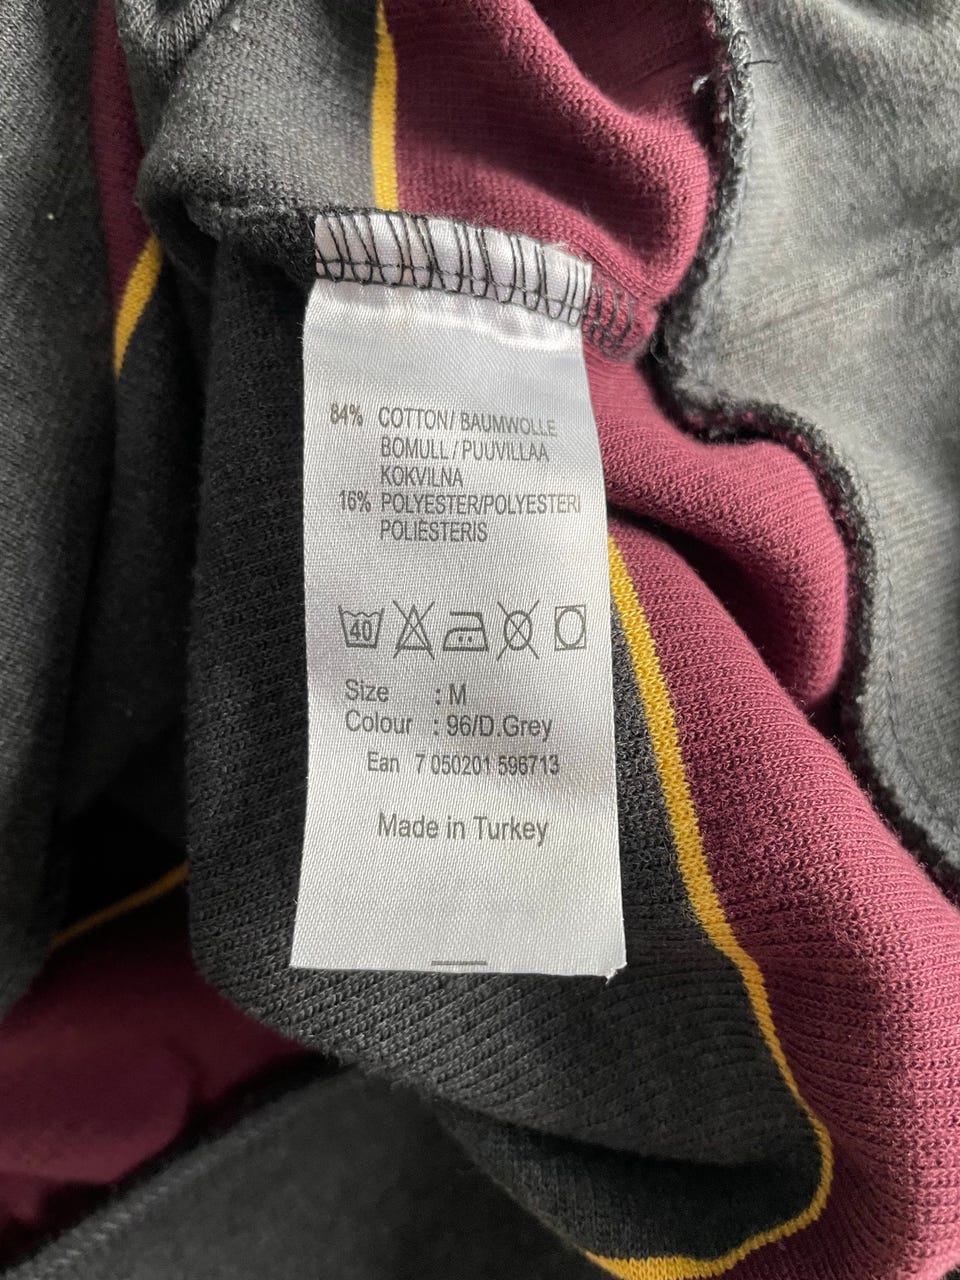 84% COTTON/ BAUMWOLLE
BOMULL / PUUVILLAA
KOKVILNA
16% POLYESTER/POLYESTERI
POLIESTERIS
40
Size : M
Colour : 96/D.Grey
Ean 7 050201 596713
Made in Turkey